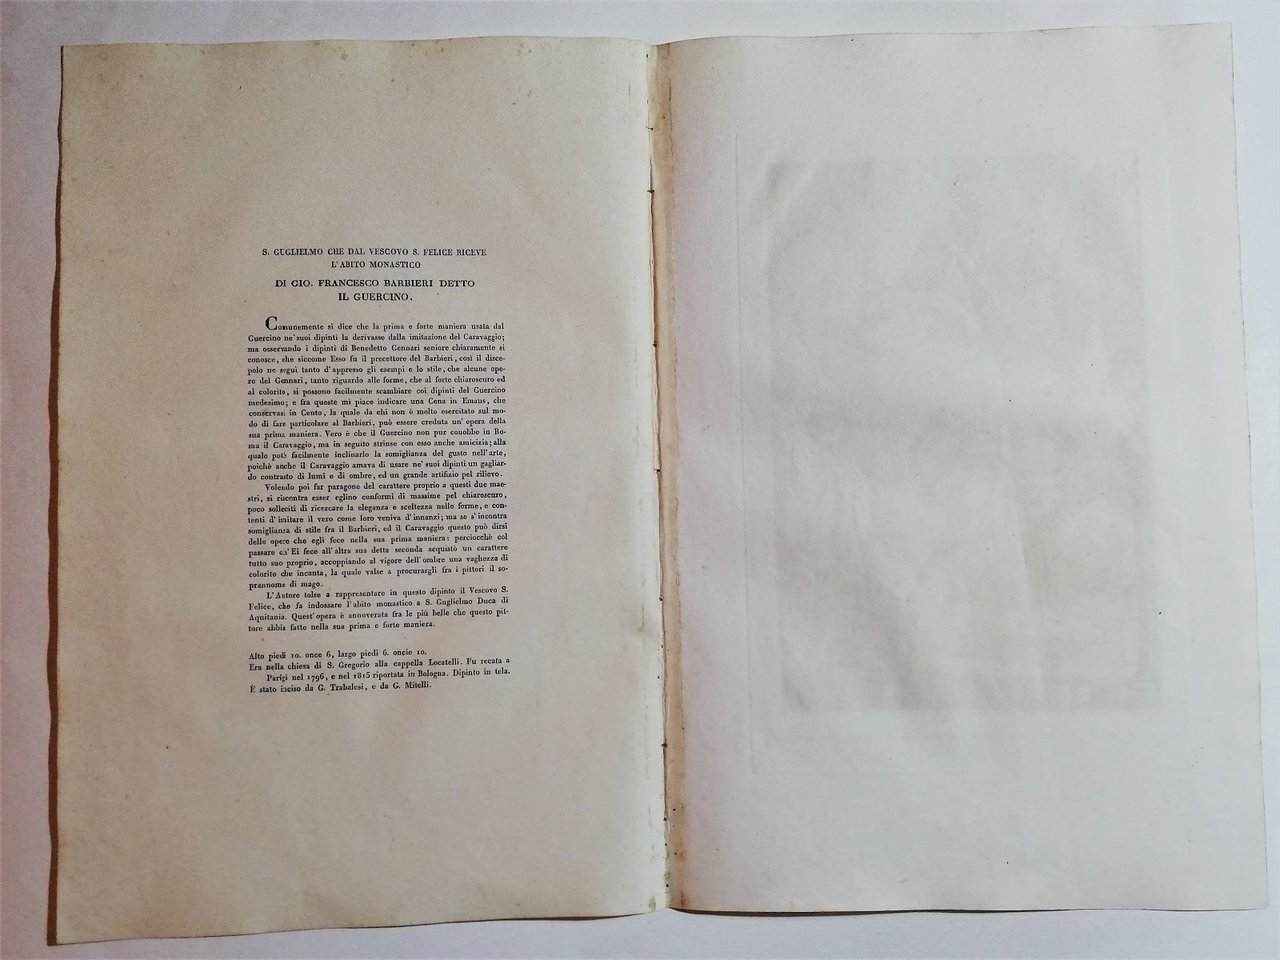 S. GUGLIELMO CHE DAL VESCOVO S. FELICE RICEVE
L'ABITO MONASTICO
DI GIO. FRANCESCO BARBIERI DETTO
IL GUERCINO.
Comunemente si dice che la prima e forte maniera usata dal
Guercino ne' suoi dipinti la derivasse dalla imitazione del Caravaggio;
ma osservando i dipinti di Benedetto Gennari seniore chiaramente si
conosce, che siccome Esso fu il precettore del Barbieri, così il disce-
polo ne seguì tanto d'appresso gli esempi e lo stile, che alcune ope-
re del Gennari, tanto riguardo alle forme, che al forte chiaroscuro ed
al colorito, si possono facilmente scambiare coi dipinti del Guercino
medesimo; e fra queste mi piace indicare una Cena in Emaus, che
conservasi in Cento, la quale da chi non è molto esercitato sul mo-
do di fare particolare al Barbieri, può essere creduta un' opera della
sua prima maniera. Vero è che il Guercino non pur conobbe in Ro-
ma il Caravaggio, ma in seguito strinse con esso anche amicizia; alla
quale potè facilmente inclinarlo la somiglianza del gusto nell' arte,
poichè anche il Caravaggio amava di usare ne' suoi dipinti un gagliar-
do contrasto di lumi e di ombre, ed un grande artifizio pel rilievo.
Volendo poi far paragone del carattere proprio a questi due mae-
stri, si riscontra esser eglino conformi di massime pel chiaroscuro,
poco solleciti di ricercare la eleganza e sceltezza nelle forme, e con-
tenti d' imitare il vero come loro veniva d' innanzi; ma se s' incontra
somiglianza di stile fra il Barbieri, ed il Caravaggio questo può dirsi
delle opere che egli fece nella sua prima maniera: perciocchè col
passare ch' Ei fece all' altra sua detta seconda acquistò un carattere
tutto suo proprio, accoppiando al vigore dell' ombre una vaghezza di
colorito che incanta, la quale valse a procurargli fra i pittori il so-
prannome di mago.
L' Autore tolse a rappresentare in questo dipinto il Vescovo S.
Felice, che fa indossare l' abito monastico a S. Guglielmo Duca di
Aquitania. Quest' opera è annoverata fra le più belle che questo pit-
tore abbia fatte nella sua prima e forte maniera.
Alto piedi 10. once 6, largo piedi 6. oncie 10.
Era nella chiesa di S. Gregorio alla cappella Locatelli. Fu recata a
Parigi nel 1796, e nel 1815 riportata in Bologna. Dipinto in tela.
È stato inciso da G. Trabalesi, e da G. Mitelli.